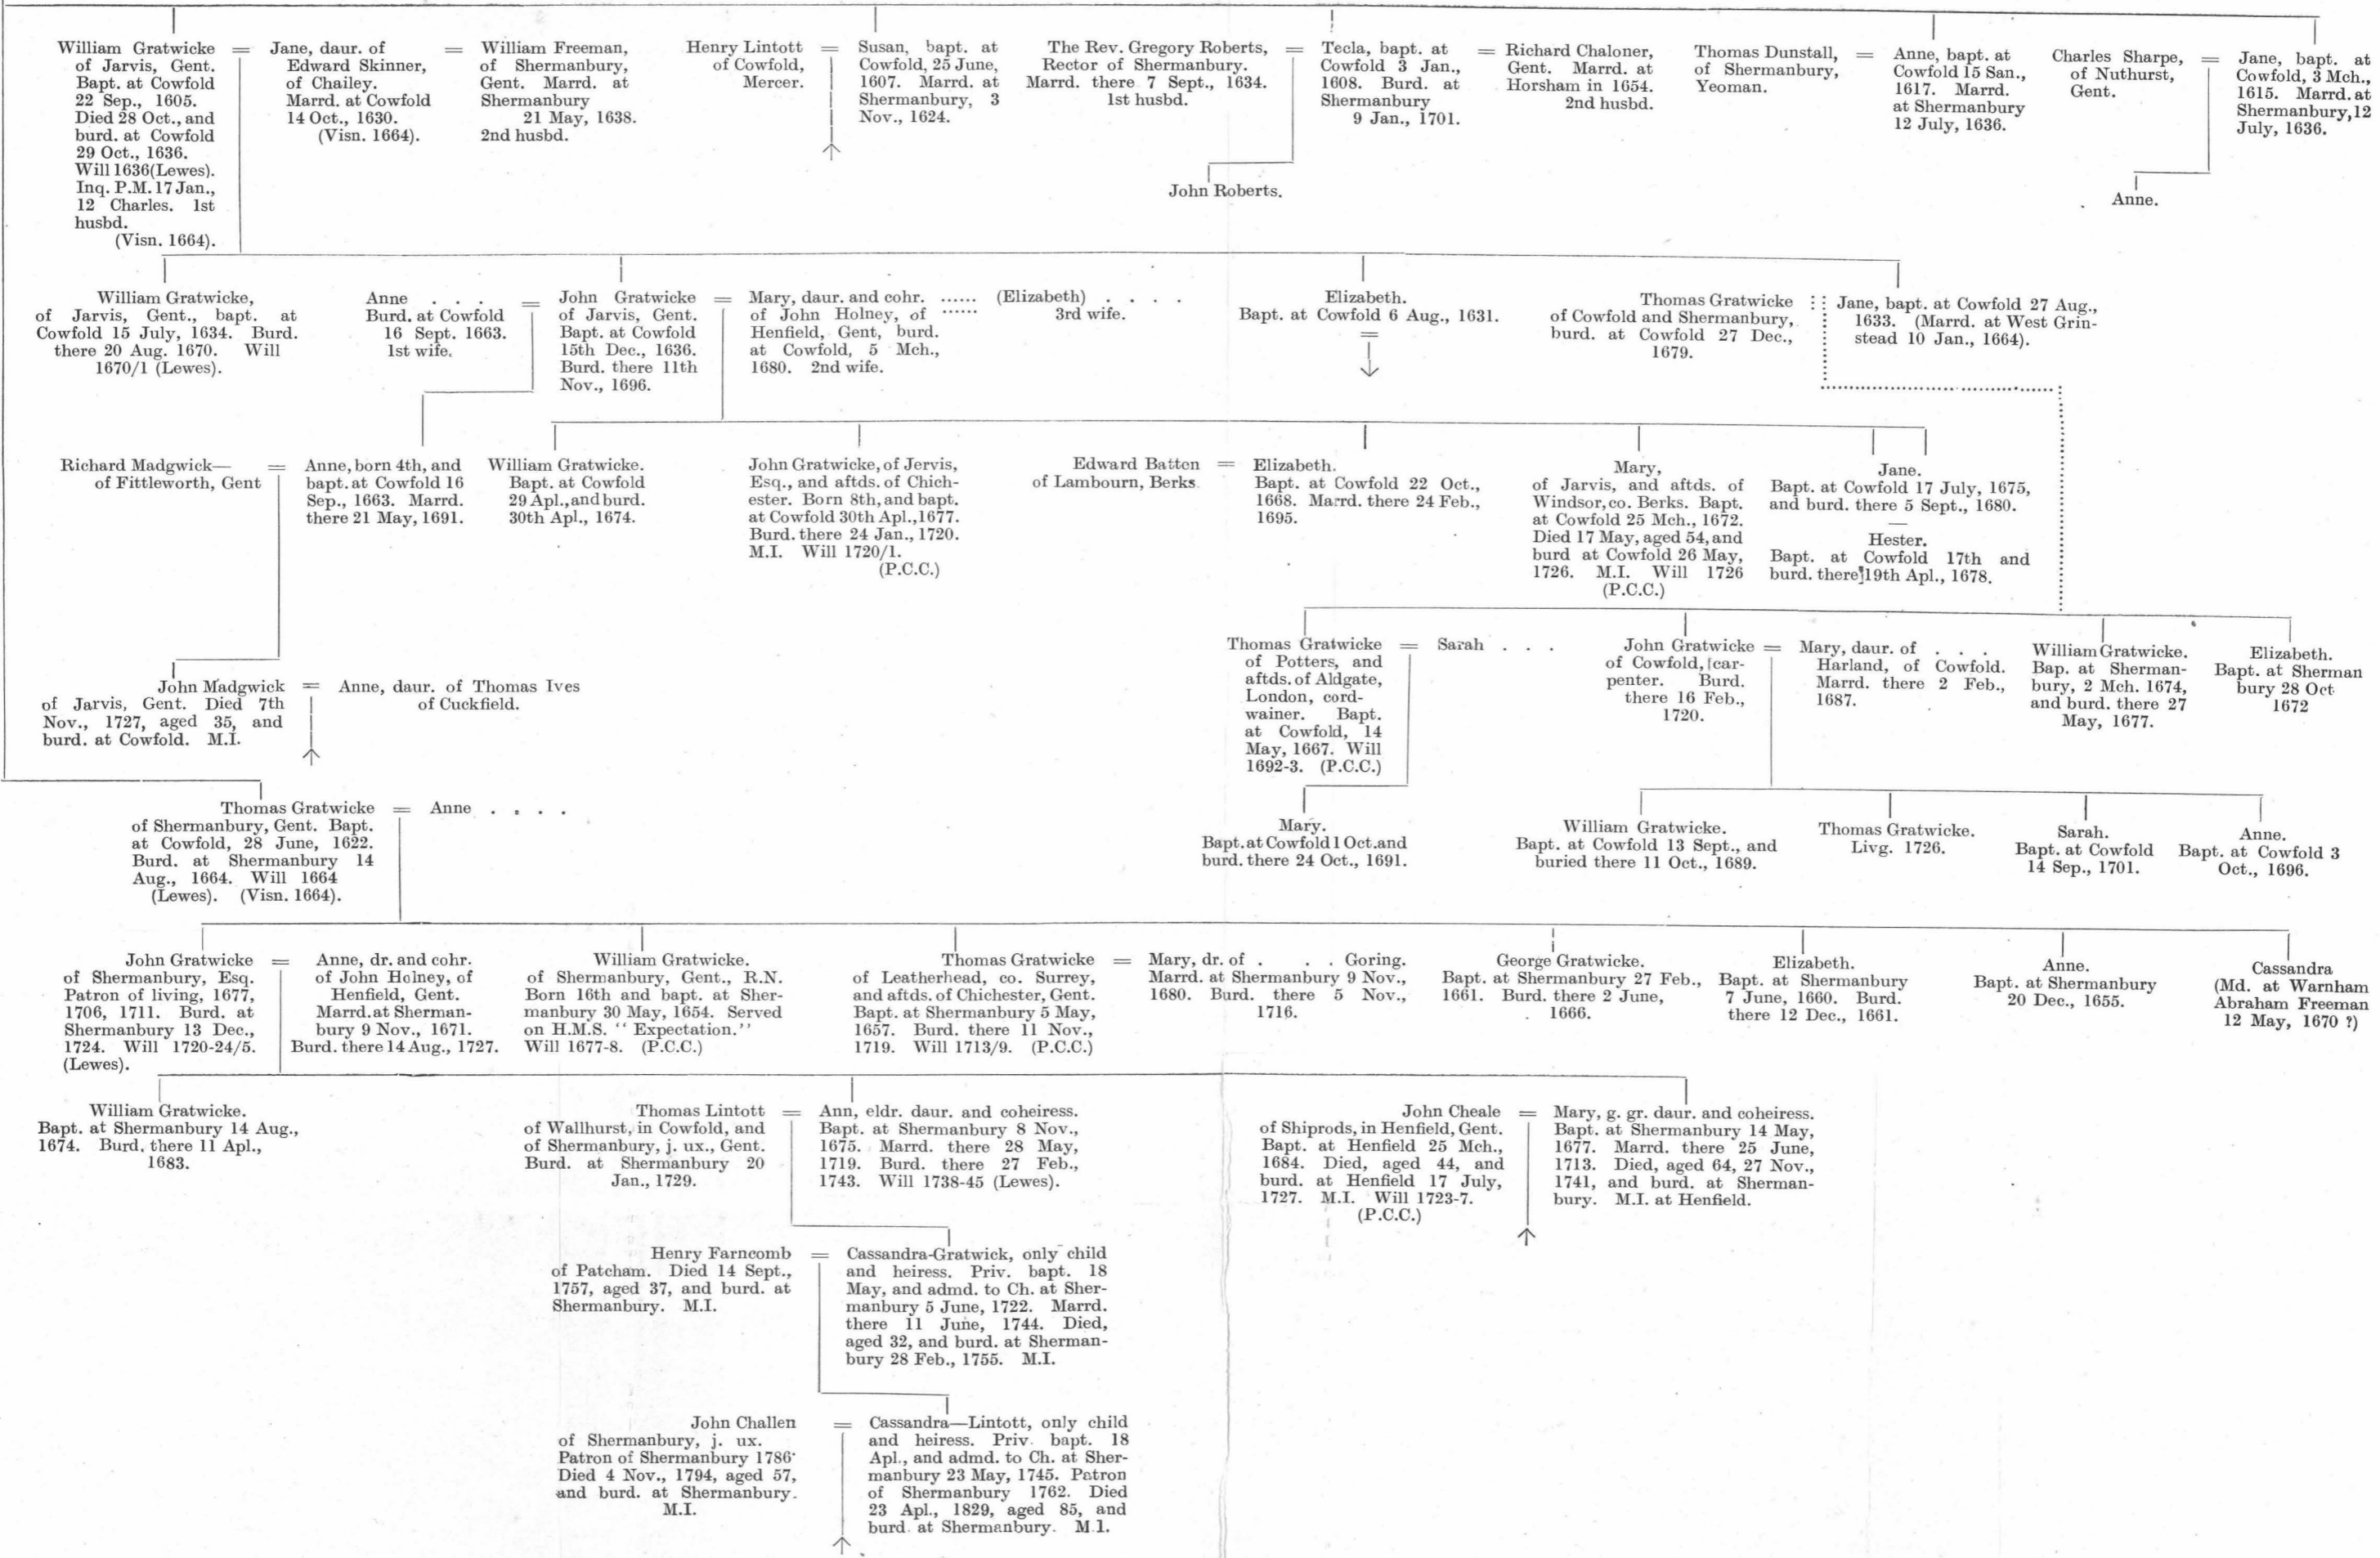 William Gratwicke
of Jarvis, Gent.
Bapt. at Cowfold
22 Sep., 1605.
Died 28 Oct., and
burd. at Cowfold
29 Oct., 1636.
Will 1636 (Lewes).
Inq. P.M. 17 Jan.,
12 Charles. 1st
husbd.
(Visn. 1664).
=
Jane, daur. of
Edward Skinner,
of Chailey.
Marrd. at Cowfold
14 Oct., 1630.
(Visn. 1664).
=
William Freeman,
of Shermanbury,
Gent. Marrd. at
Shermanbury
21 May, 1638.
2nd husbd.
Henry Lintott
of Cowfold,
Mercer.
=
Susan, bapt. at
Cowfold, 25 June,
1607. Marrd. at
Shermanbury, 3
Nov., 1624.
The Rev. Gregory Roberts,
Rector of Shermanbury.
Marrd. there 7 Sept., 1634.
1st husbd.
=
Tecla, bapt. at
Cowfold 3 Jan.,
1608. Burd. at
Shermanbury
9 Jan., 1701.
=
Richard Chaloner,
Gent. Marrd. at
Horsham in 1654.
2nd husbd.
Thomas Dunstall,
of Shermanbury,
Yeoman.
=
Anne, bapt. at
Cowfold 15 San.,
1617. Marrd.
at Shermanbury
12 July, 1636.
Charles Sharpe,
of Nuthurst,
Gent.
=
Jane, bapt. at
Cowfold, 3 Mch.,
1615. Marrd. at
Shermanbury, 12
July, 1636.
John Roberts.
Anne.
William Gratwicke,
of Jarvis, Gent., bapt. at
Cowfold 15 July, 1634. Burd.
there 20 Aug. 1670. Will
1670/1 (Lewes).
Anne . . .
Burd. at Cowfold
16 Sept. 1663.
1st wife.
=
John Gratwicke
of Jarvis, Gent.
Bapt. at Cowfold
15th Dec., 1636.
Burd. there 11th
Nov., 1696.
=
Mary, daur. and cohr.
of John Holney, of
Henfield, Gent, burd.
at Cowfold, 5 Mch.,
1680. 2nd wife.
(Elizabeth) . . . .
3rd wife.
Elizabeth.
Bapt. at Cowfold 6 Aug., 1631.
=
Thomas Gratwicke
of Cowfold and Shermanbury,
burd. at Cowfold 27 Dec.,
1679.
Jane, bapt. at Cowfold 27 Aug.,
1633. (Marrd. at West Grin-
stead 10 Jan., 1664).
Richard Madgwick—
of Fittleworth, Gent
=
Anne, born 4th, and
bapt. at Cowfold 16
Sep., 1663. Marrd.
there 21 May, 1691.
William Gratwicke.
Bapt. at Cowfold
29 Apl., and burd.
30th Apl., 1674.
John Gratwicke, of Jervis,
Esq., and aftds. of Chich-
ester. Born 8th, and bapt.
at Cowfold 30th Apl., 1677.
Burd. there 24 Jan., 1720.
M.I. Will 1720/1.
(P.C.C.)
Edward Batten
of Lambourn, Berks.
=
Elizabeth.
Bapt. at Cowfold 22 Oct.,
1668. Marrd. there 24 Feb.,
1695.
Mary,
of Jarvis, and aftds. of
Windsor, co. Berks. Bapt.
at Cowfold 25 Mch., 1672.
Died 17 May, aged 54, and
burd at Cowfold 26 May,
1726. M.I. Will 1726
(P.C.C.)
Jane.
Bapt. at Cowfold 17 July, 1675,
and burd. there 5 Sept., 1680.
—
Hester.
Bapt. at Cowfold 17th and
burd. there 19th Apl., 1678.
Thomas Gratwicke
of Potters, and
aftds. of Aldgate,
London, cord-
wainer. Bapt.
at Cowfold, 14
May, 1667. Will
1692-3. (P.C.C.)
=
Sarah . . .
John Gratwicke
of Cowfold, [car-
penter. Burd.
there 16 Feb.,
1720.
=
Mary, daur. of . . .
Harland, of Cowfold.
Marrd. there 2 Feb.,
1687.
William Gratwicke.
Bap. at Sherman-
bury, 2 Mch. 1674,
and burd. there 27
May, 1677.
Elizabeth.
Bapt. at Sherman
bury 28 Oct
1672
John Madgwick
of Jarvis, Gent. Died 7th
Nov., 1727, aged 35, and
burd. at Cowfold. M.I.
=
Anne, daur. of Thomas Ives
of Cuckfield.
Thomas Gratwicke
of Shermanbury, Gent. Bapt.
at Cowfold, 28 June, 1622.
Burd. at Shermanbury 14
Aug., 1664. Will 1664
(Lewes). (Visn. 1664).
=
Anne . . . .
Mary.
Bapt. at Cowfold 1 Oct. and
burd. there 24 Oct., 1691.
William Gratwicke.
Bapt. at Cowfold 13 Sept., and
buried there 11 Oct., 1689.
Thomas Gratwicke.
Livg. 1726.
Sarah.
Bapt. at Cowfold
14 Sep., 1701.
Anne.
Bapt. at Cowfold 3
Oct., 1696.
John Gratwicke
of Shermanbury, Esq.
Patron of living, 1677,
1706, 1711. Burd. at
Shermanbury 13 Dec.,
1724. Will 1720-24/5.
(Lewes).
=
Anne, dr. and cohr.
of John Holney, of
Henfield, Gent.
Marrd. at Sherman-
bury 9 Nov., 1671.
Burd. there 14 Aug., 1727.
William Gratwicke.
of Shermanbury, Gent., R.N.
Born 16th and bapt. at Sher-
manbury 30 May, 1654. Served
on H.M.S. "Expectation."
Will 1677-8. (P.C.C.)
Thomas Gratwicke
of Leatherhead, co. Surrey,
and aftds. of Chichester, Gent.
Bapt. at Shermanbury 5 May,
1657. Burd. there 11 Nov.,
1719. Will 1713/9. (P.C.C.)
=
Mary, dr. of . . . Goring.
Marrd. at Shermanbury 9 Nov.,
1680. Burd. there 5 Nov.,
1716.
George Gratwicke.
Bapt. at Shermanbury 27 Feb.,
1661. Burd. there 2 June,
1666.
Elizabeth.
Bapt. at Shermanbury
7 June, 1660. Burd.
there 12 Dec., 1661.
Anne.
Bapt. at Shermanbury
20 Dec., 1655.
Cassandra
(Md. at Warnham
Abraham Freeman
12 May, 1670 ?)
William Gratwicke.
Bapt. at Shermanbury 14 Aug.,
1674. Burd. there 11 Apl.,
1683.
Thomas Lintott
of Wallhurst, in Cowfold, and
of Shermanbury, j. ux., Gent.
Burd. at Shermanbury 20
Jan., 1729.
=
Ann, eldr. daur. and coheiress.
Bapt. at Shermanbury 8 Nov.,
1675. Marrd. there 28 May,
1719. Burd. there 27 Feb.,
1743. Will 1738-45 (Lewes).
John Cheale
of Shiprods, in Henfield, Gent.
Bapt. at Henfield 25 Mch.,
1684. Died, aged 44, and
burd. at Henfield 17 July,
1727. M.I. Will 1723-7.
(P.C.C.)
=
Mary, g. gr. daur. and coheiress.
Bapt. at Shermanbury 14 May,
1677. Marrd. there 25 June,
1713. Died, aged 64, 27 Nov.,
1741, and burd. at Sherman-
bury. M.I. at Henfield.
Henry Farncomb
of Patcham. Died 14 Sept.,
1757, aged 37, and burd. at
Shermanbury. M.I.
=
Cassandra-Gratwick, only child
and heiress. Priv. bapt. 18
May, and admd. to Ch. at Sher-
manbury 5 June, 1722. Marrd.
there 11 June, 1744. Died,
aged 32, and burd. at Sherman-
bury 28 Feb., 1755. M.I.
John Challen
of Shermanbury, j. ux.
Patron of Shermanbury 1786
Died 4 Nov., 1794, aged 57,
and burd. at Shermanbury.
M.I.
=
Cassandra—Lintott, only child
and heiress. Priv. bapt. 18
Apl., and admd. to Ch. at Sher-
manbury 23 May, 1745. Patron
of Shermanbury 1762. Died
23 Apl., 1829, aged 85, and
burd. at Shermanbury. M.1.